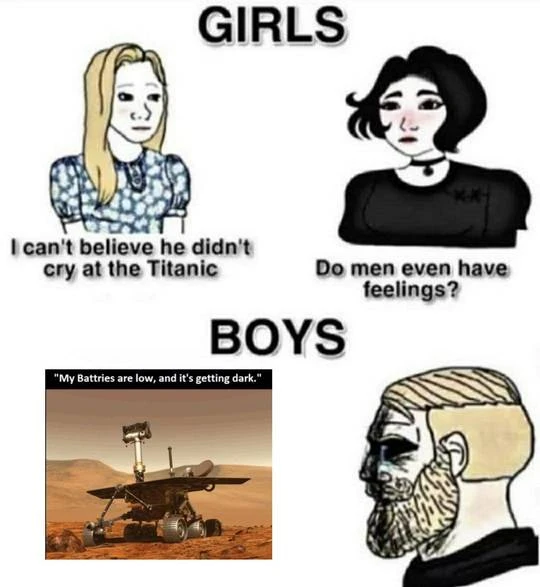 GIRLS
I can't believe he didn't
cry at the Titanic
Do men even have
feelings?
BOYS
"My Battries are low, and it's getting dark."